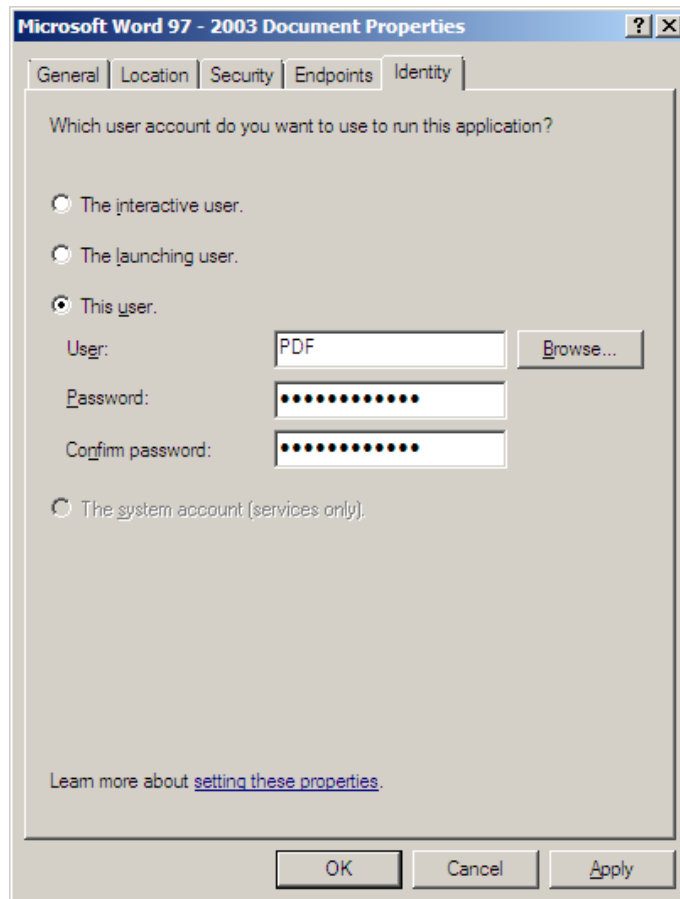 Microsoft Word 97 - 2003 Document Properties
General Location Security Endpoints Identity
Which user account do you want to use to run this application?
The interactive user.
The launching user.
This user.
User: PDF Browse...
Password: ●●●●●●●●●●●●
Confirm password: ●●●●●●●●●●●●
The system account (services only).
Learn more about setting these properties.
OK Cancel Apply